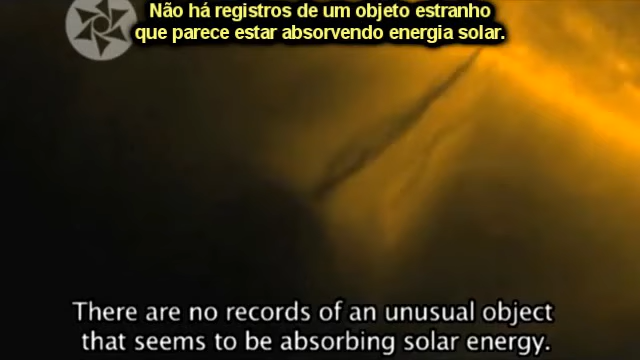 Não há registros de um objeto estranho
que parece estar absorvendo energia solar.
There are no records of an unusual object
that seems to be absorbing solar energy.